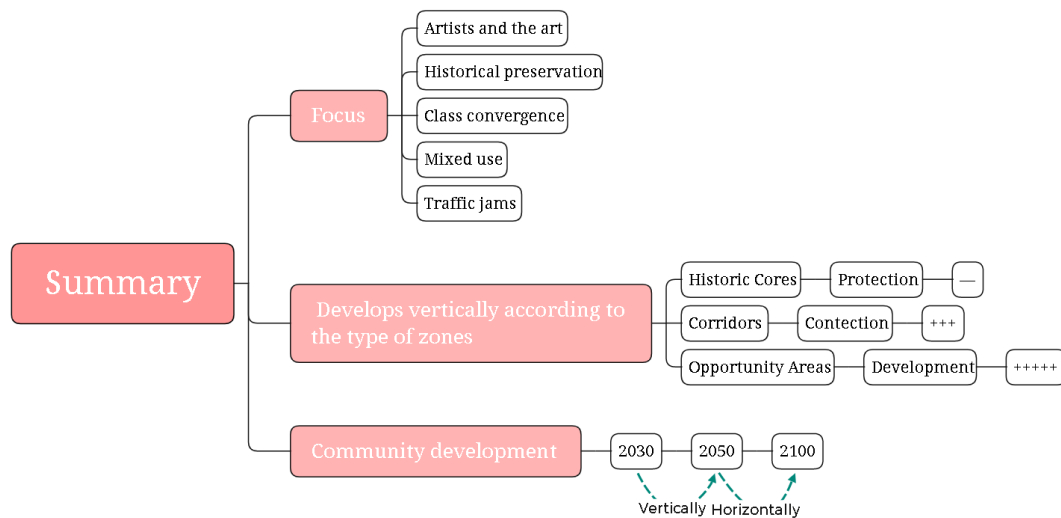 Summary
Focus
Artists and the art
Historical preservation
Class convergence
Mixed use
Traffic jams
Develops vertically according to
the type of zones
Historic Cores
Protection
—
Corridors
Contection
+++
Opportunity Areas
Development
+++++
Community development
2030
2050
2100
Vertically
Horizontally